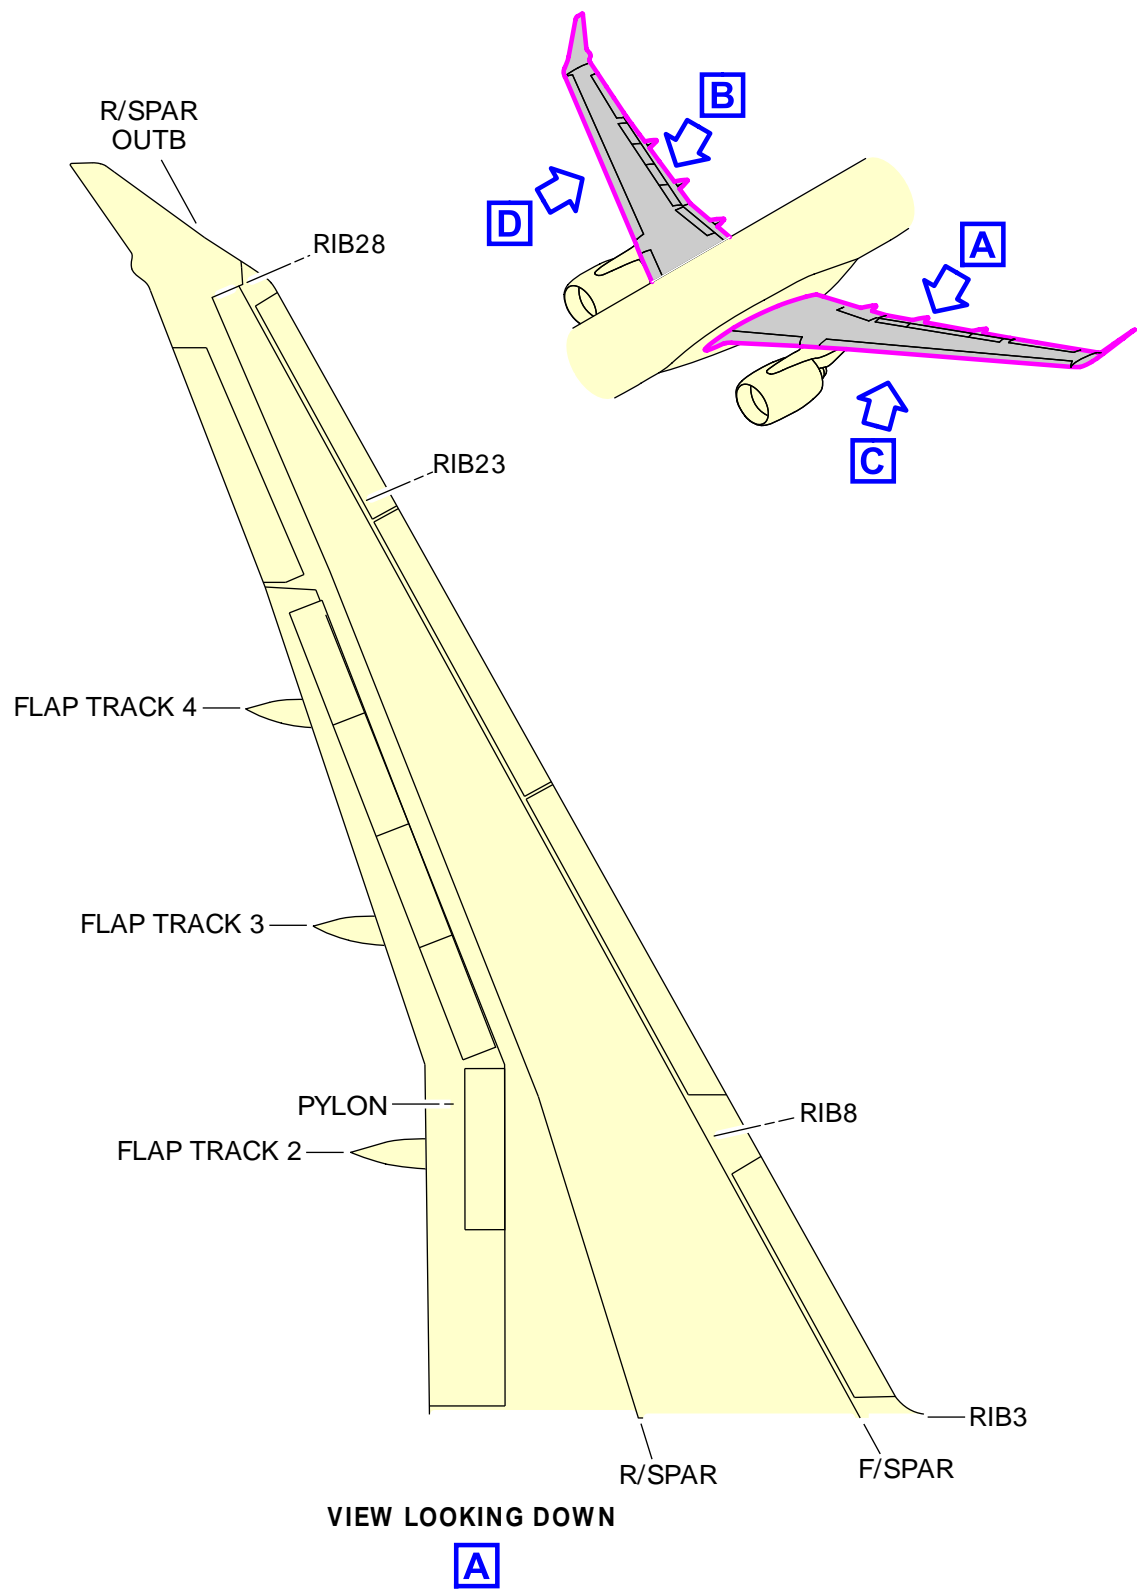 B
R/SPAR
OUTB
D
RIB28
A
RIB23
C
FLAP TRACK 4
FLAP TRACK 3
PYLON
RIB8
FLAP TRACK 2
RIB3
R/SPAR
F/SPAR
VIEW LOOKING DOWN
A